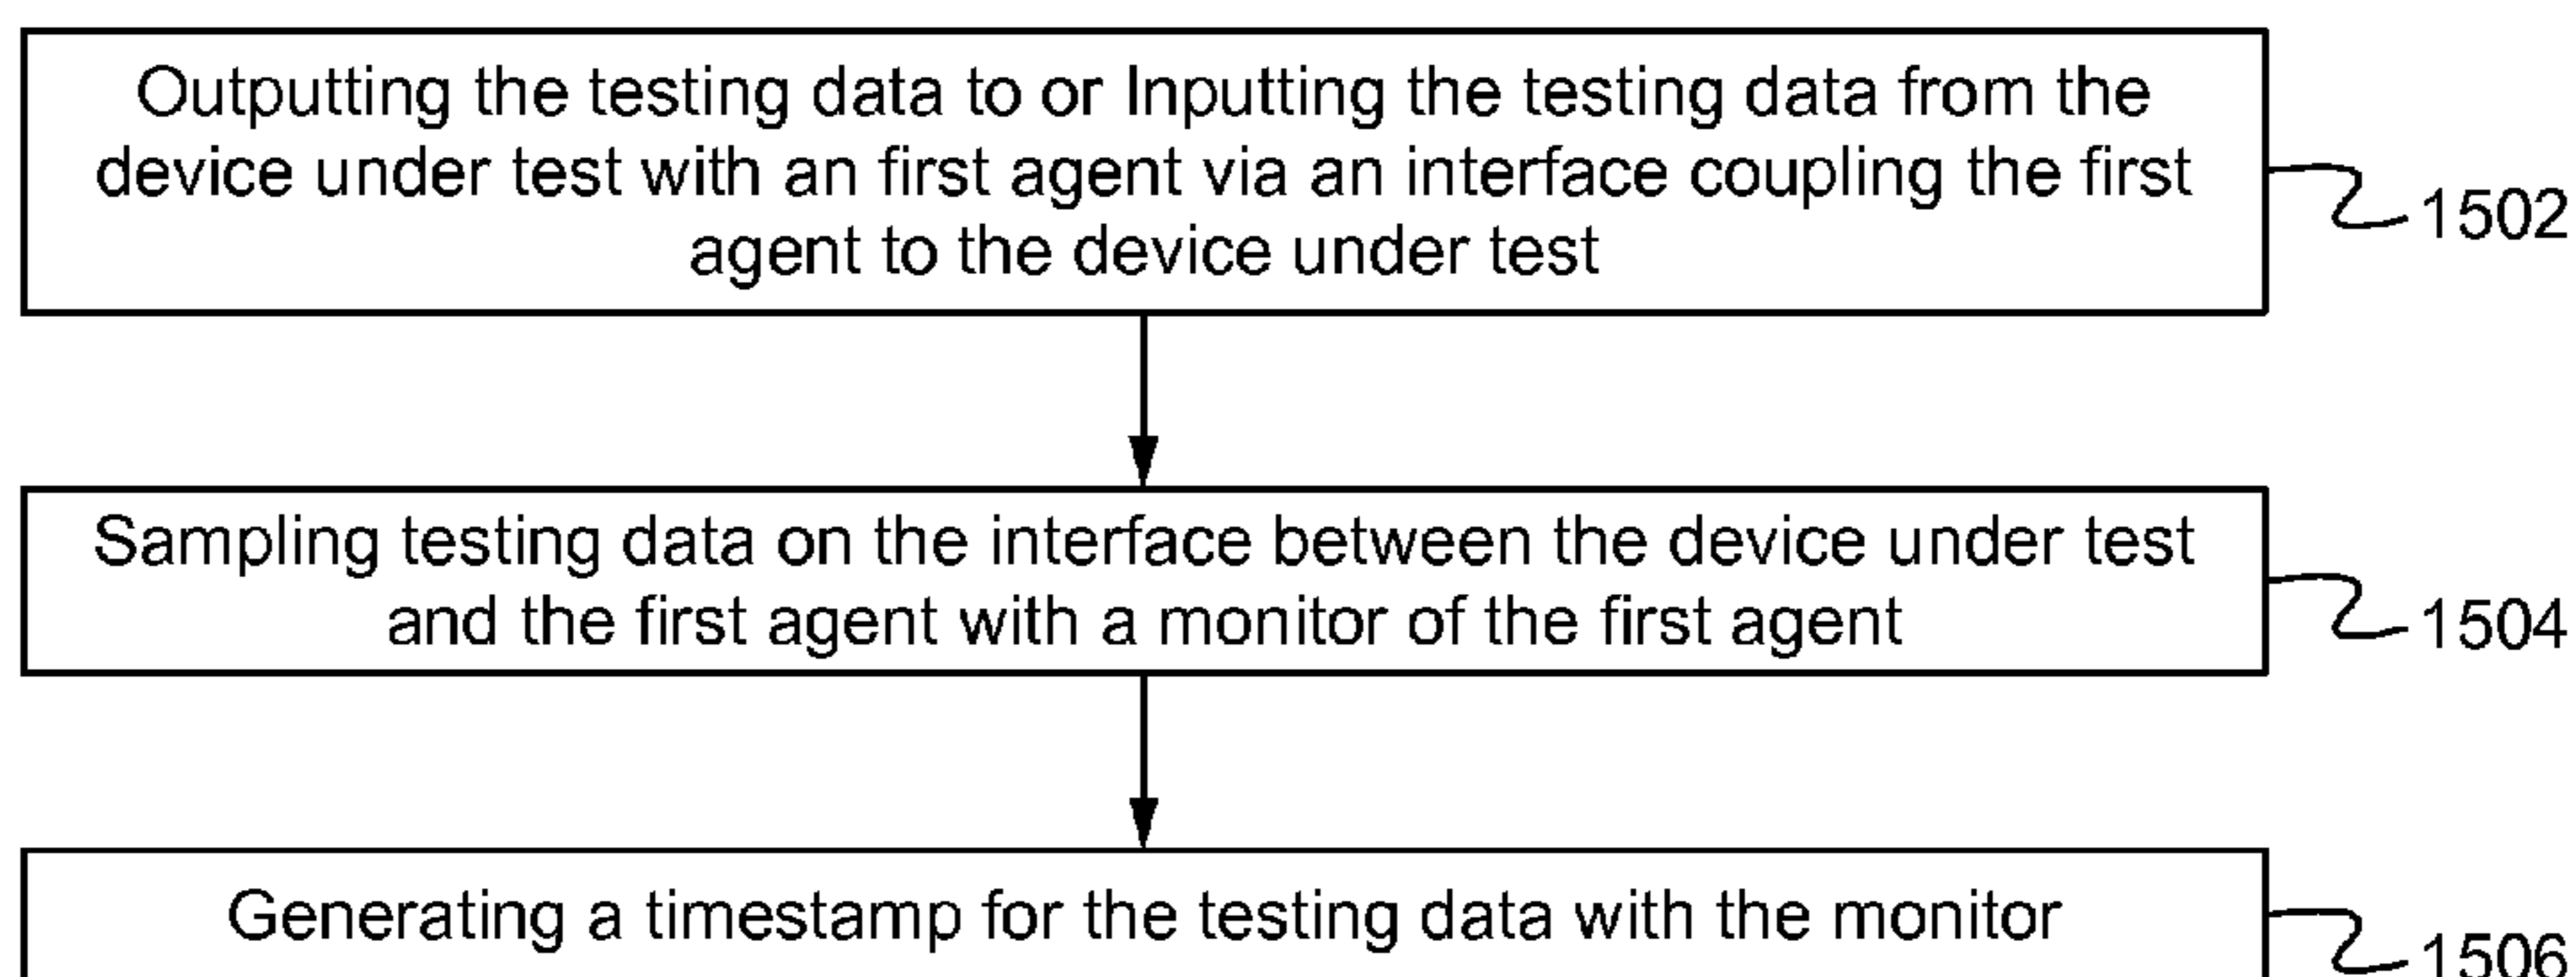 Outputting the testing data to or Inputting the testing data from the
device under test with an first agent via an interface coupling the first
agent to the device under test
1502
Sampling testing data on the interface between the device under test
and the first agent with a monitor of the first agent
1504
Generating a timestamp for the testing data with the monitor
1506